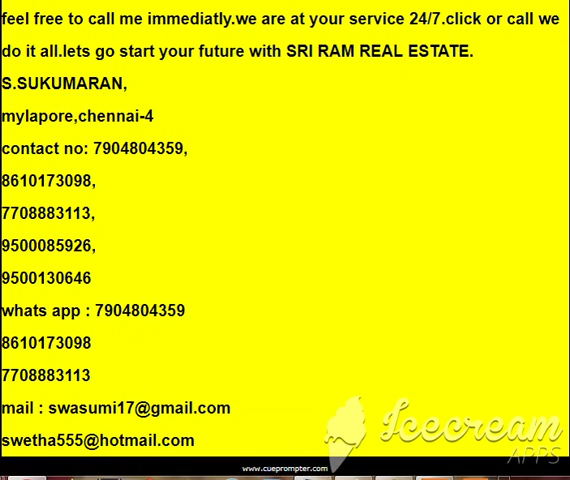 feel free to call me immediatly.we are at your service 24/7.click or call we
do it all.lets go start your future with SRI RAM REAL ESTATE.
S.SUKUMARAN,
mylapore,chennai-4
contact no: 7904804359,
8610173098,
7708883113,
9500085926,
9500130646
whats app : 7904804359
8610173098
7708883113
mail : swasumi17@gmail.com
swetha555@hotmail.com
Icecream
APPS
www.cueprompter.com